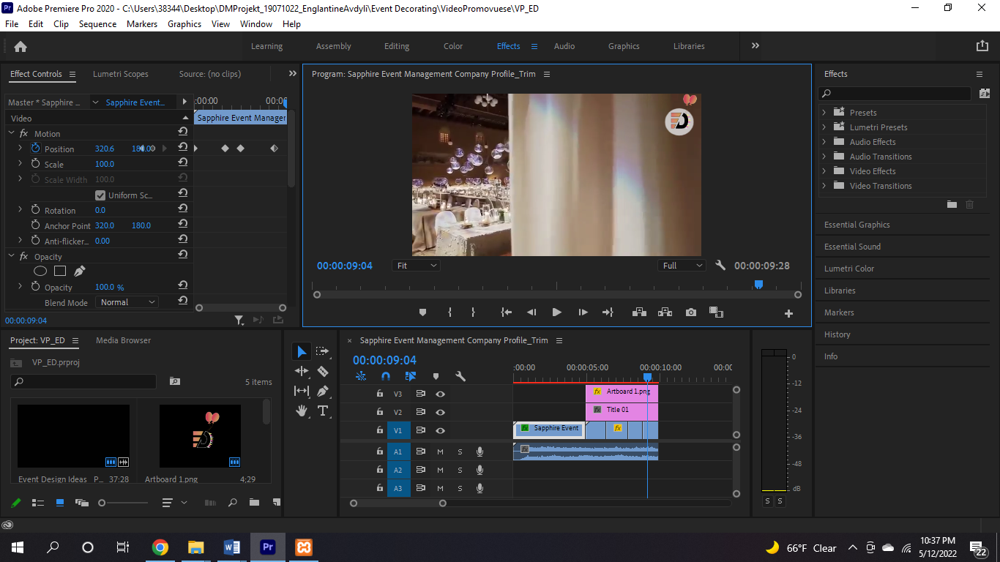 Adobe Premiere Pro 2020 - C:\Users\38344\Desktop\DMProjekt_19071022_EnglantineAvdyli\Event Decorating\VideoPromovuese\VP_ED
File Edit Clip Sequence Markers Graphics View Window Help
Learning Assembly Editing Color Effects Audio Graphics Libraries
Effect Controls Lumetri Scopes Source: (no clips)
Master * Sapphire ... Sapphire Event... :00:00 00:00
Sapphire Event Manager
Video
fx Motion
Position 320.6
Scale 100.0
Scale Width 100.0
Uniform Sc...
Rotation 0.0
Anchor Point 320.0 180.0
Anti-flicker... 0.00
fx Opacity
Opacity 100.0 %
Blend Mode Normal
00:00:09:04
Program: Sapphire Event Management Company Profile_Trim
00:00:09:04 Fit Full 00:00:09:28
Effects
Presets
Lumetri Presets
Audio Effects
Audio Transitions
Video Effects
Video Transitions
Essential Graphics
Essential Sound
Lumetri Color
Libraries
Markers
History
Info
Project: VP_ED Media Browser
VP_ED.prproj
5 items
Event Design Ideas P... 37:28 Artboard 1.png 4;29
Sapphire Event Management Company Profile_Trim
00:00:09:04
:00:00 00:00:05:00 00:00:10:00 00:00
V3 fx Artboard 1.png
V2 fx Title 01
V1 fx Sapphire Event fx
A1 M S fx
A2 M S
A3 M S
0
-12
-24
-36
-48
dB
S S
Pr
10:37 PM
66°F Clear
5/12/2022
22